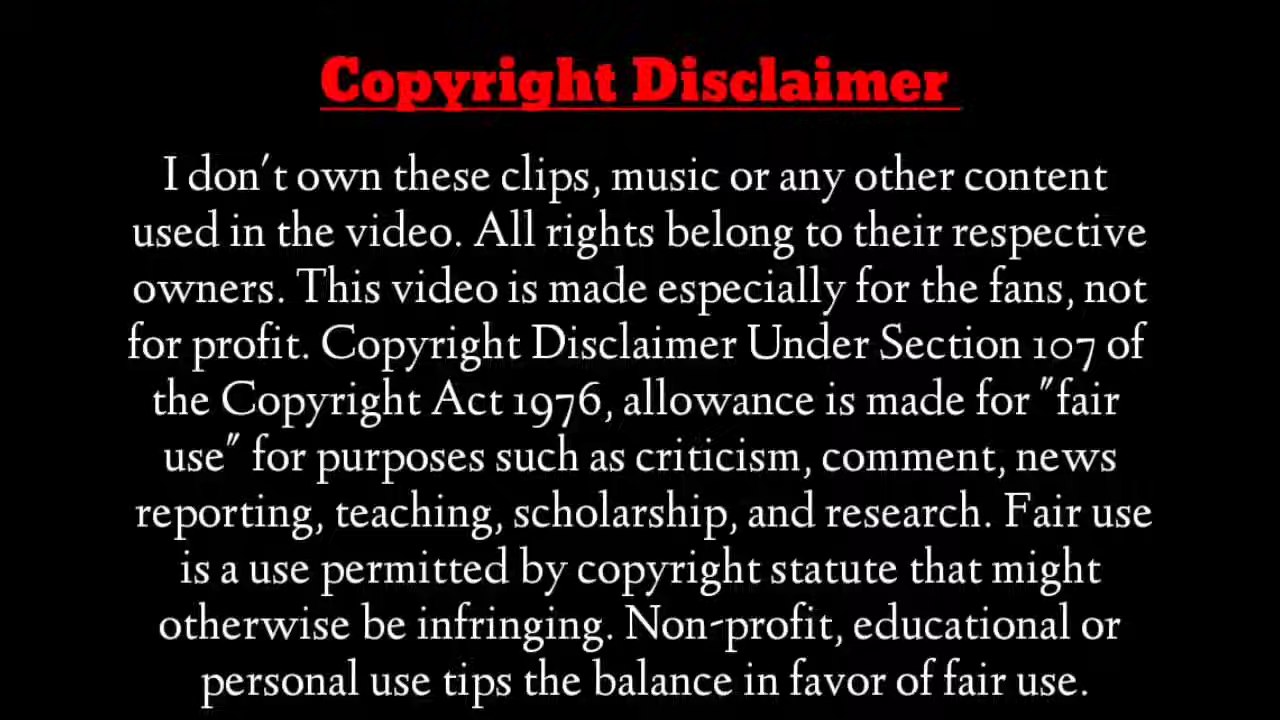 Copyright Disclaimer
I don't own these clips, music or any other content
used in the video. All rights belong to their respective
owners. This video is made especially for the fans, not
for profit. Copyright Disclaimer Under Section 107 of
the Copyright Act 1976, allowance is made for "fair
use" for purposes such as criticism, comment, news
reporting, teaching, scholarship, and research. Fair use
is a use permitted by copyright statute that might
otherwise be infringing. Non-profit, educational or
personal use tips the balance in favor of fair use.